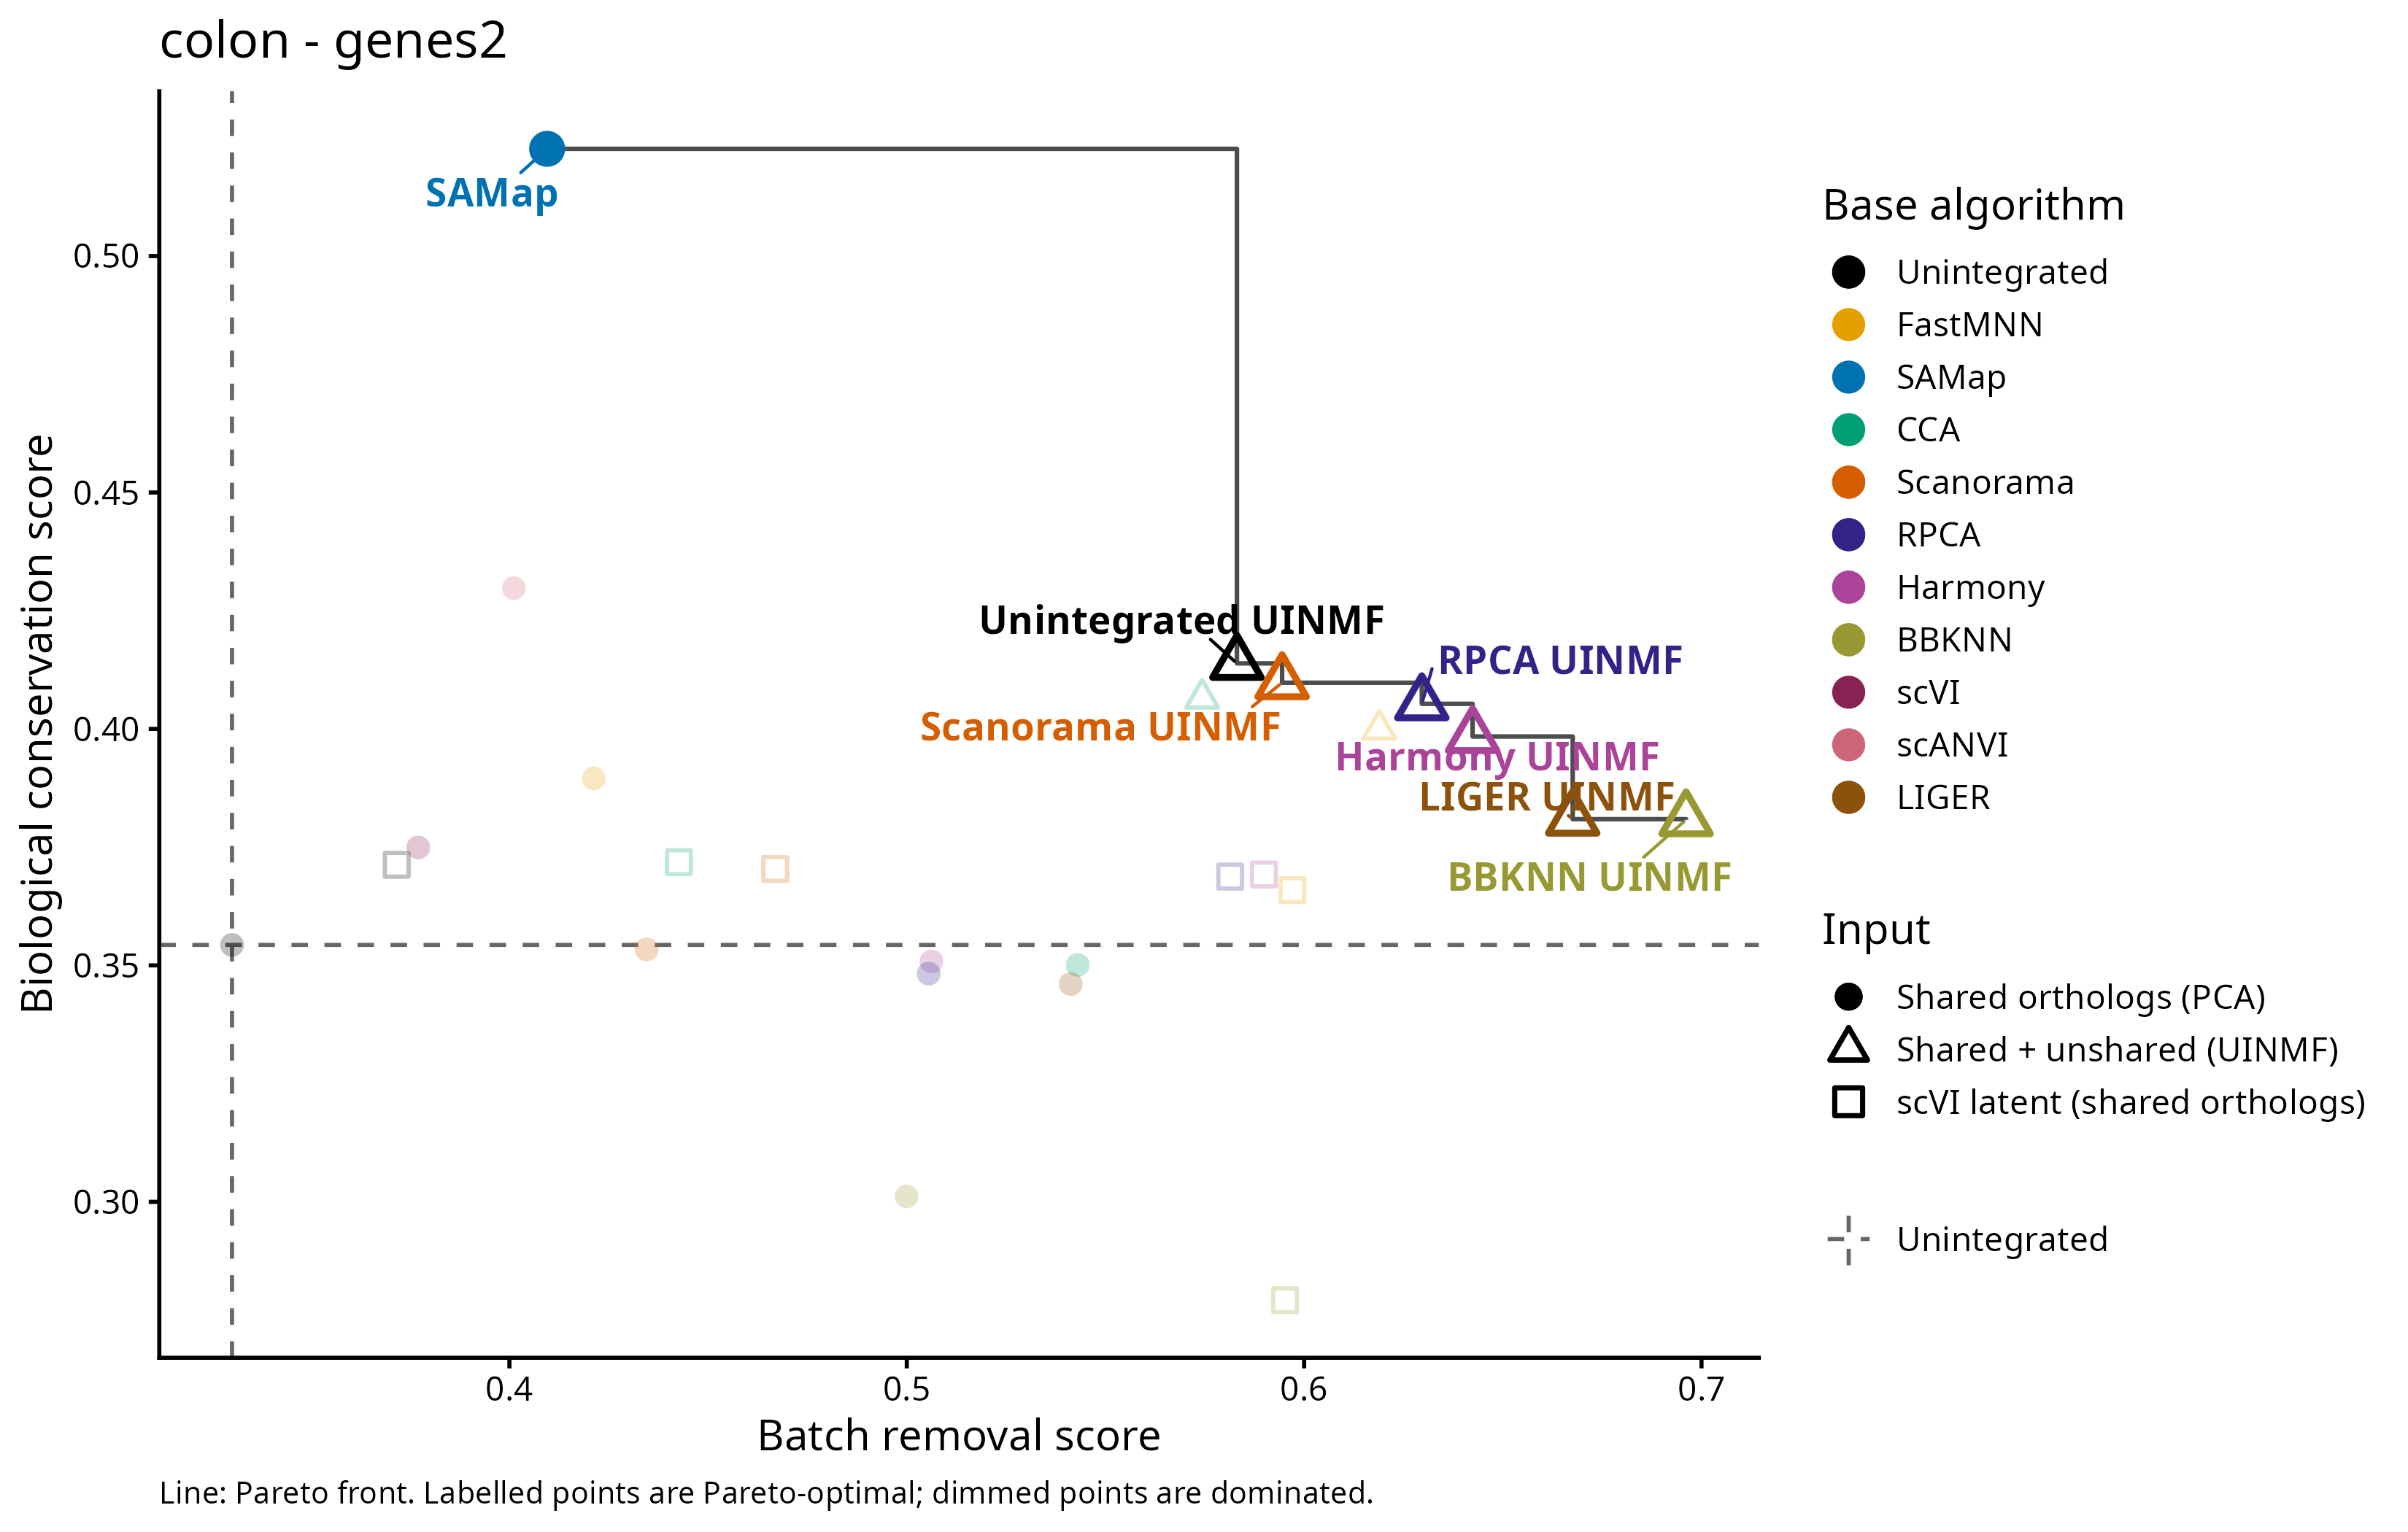 colon - genes2
Biological conservation score
0.50
0.45
0.40
0.35
0.30
SAMap
Unintegrated UINMF
RPCA UINMF
Scanorama UINMF
Harmony UINMF
LIGER UINMF
BBKNN UINMF
0.4
0.5
0.6
0.7
Batch removal score
Line: Pareto front. Labelled points are Pareto-optimal; dimmed points are dominated.
Base algorithm
Unintegrated
FastMNN
SAMap
CCA
Scanorama
RPCA
Harmony
BBKNN
scVI
scANVI
LIGER
Input
Shared orthologs (PCA)
Shared + unshared (UINMF)
scVI latent (shared orthologs)
Unintegrated